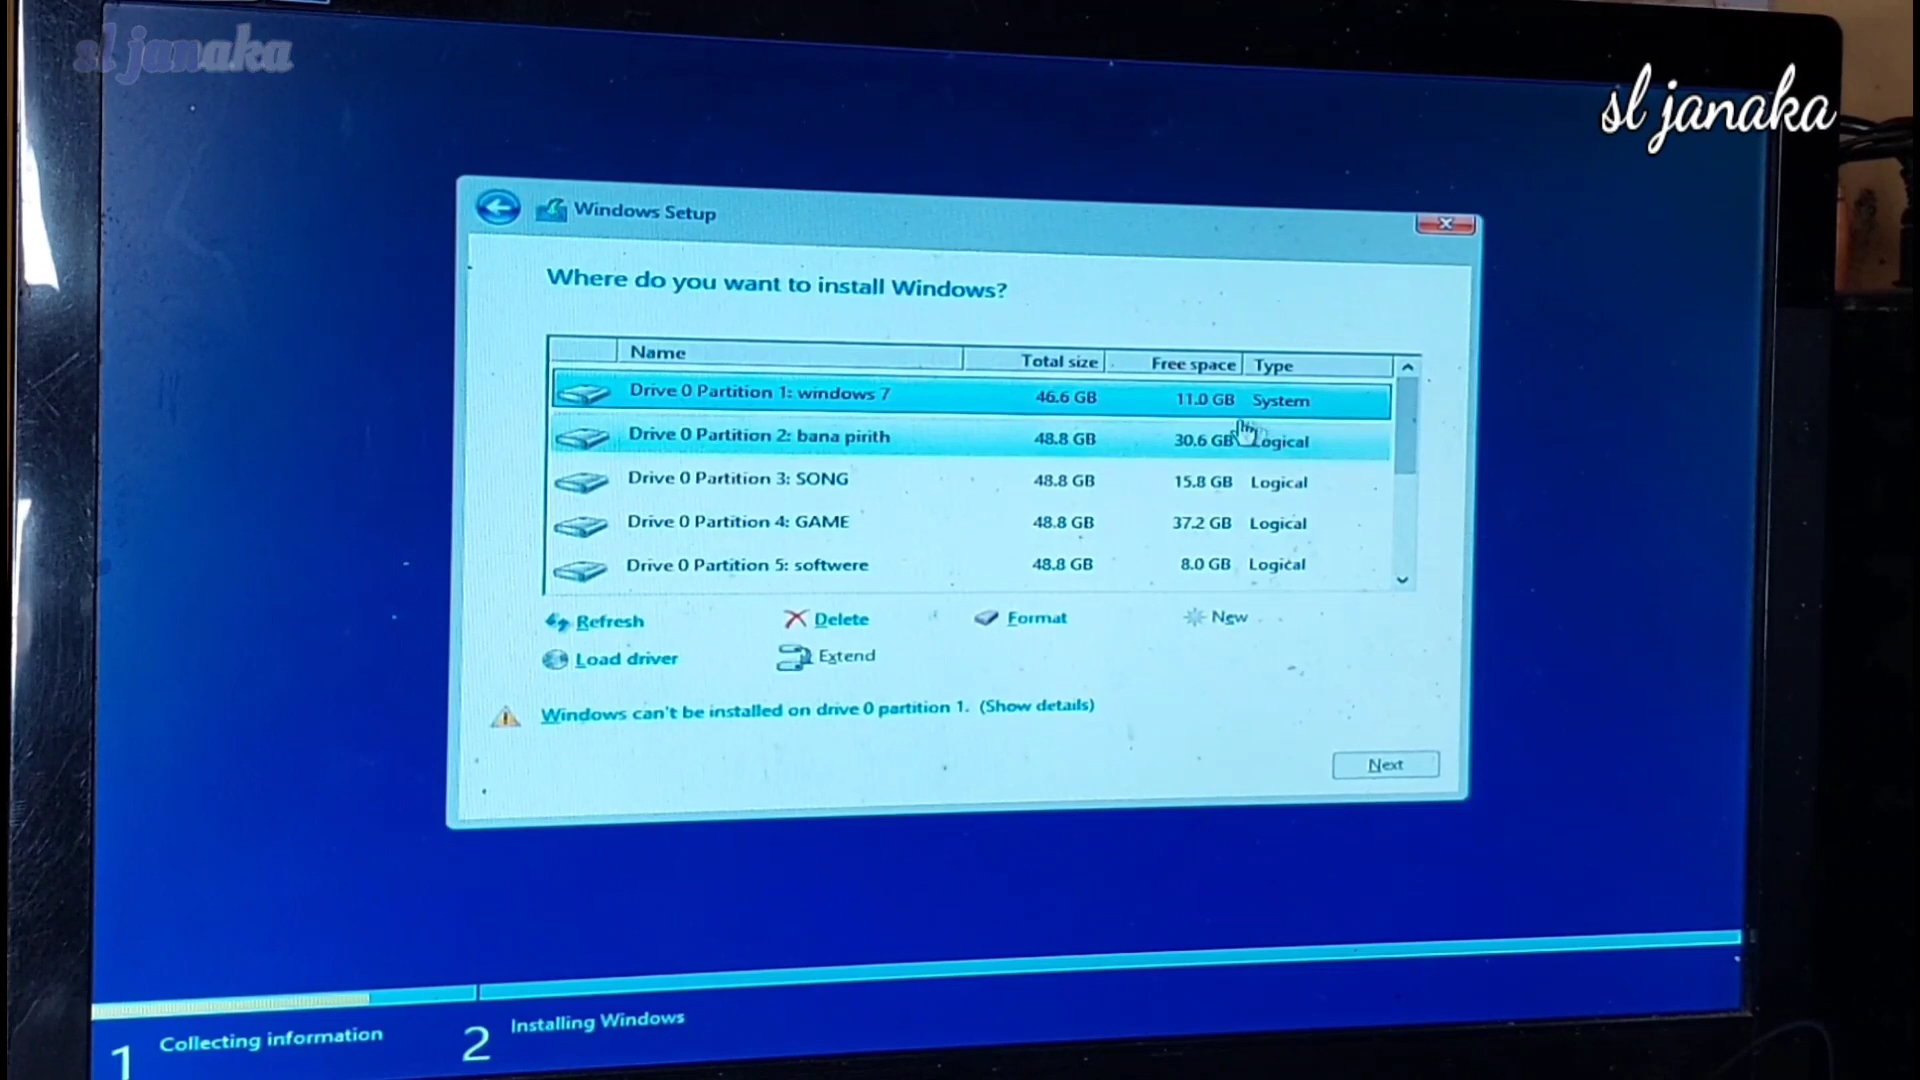 sl janaka
sl janaka
Windows Setup
Where do you want to install Windows?
Name Total size Free space Type
Drive 0 Partition 1: windows 7 46.6 GB 11.0 GB System
Drive 0 Partition 2: bana pirith 48.8 GB 30.6 GB Logical
Drive 0 Partition 3: SONG 48.8 GB 15.8 GB Logical
Drive 0 Partition 4: GAME 48.8 GB 37.2 GB Logical
Drive 0 Partition 5: softwere 48.8 GB 8.0 GB Logical
Refresh Delete Format New
Load driver Extend
Windows can't be installed on drive 0 partition 1. (Show details)
Next
1 Collecting information 2 Installing Windows